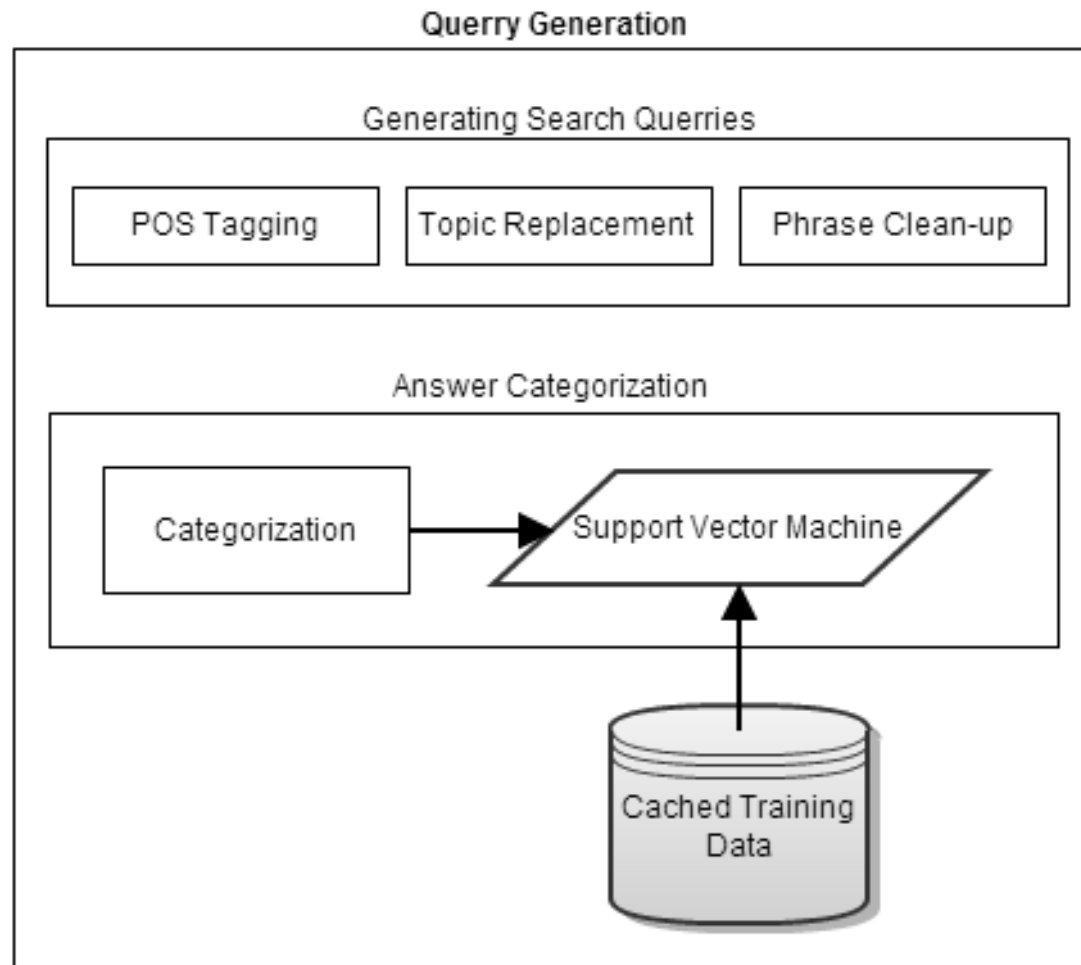 Querry Generation
Generating Search Querries
POS Tagging
Topic Replacement
Phrase Clean-up
Answer Categorization
Categorization
Support Vector Machine
Cached Training
Data